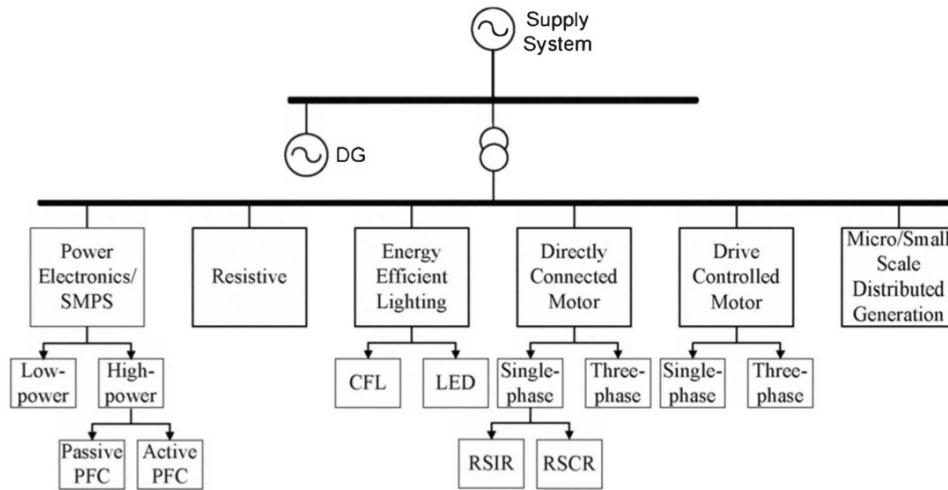 Supply
System
DG
Power
Electronics/
SMPS
Resistive
Energy
Efficient
Lighting
Directly
Connected
Motor
Drive
Controlled
Motor
Micro/Small
Scale
Distributed
Generation
Low-
power
High-
power
CFL
LED
Single-
phase
Three-
phase
Single-
phase
Three-
phase
Passive
PFC
Active
PFC
RSIR
RSCR